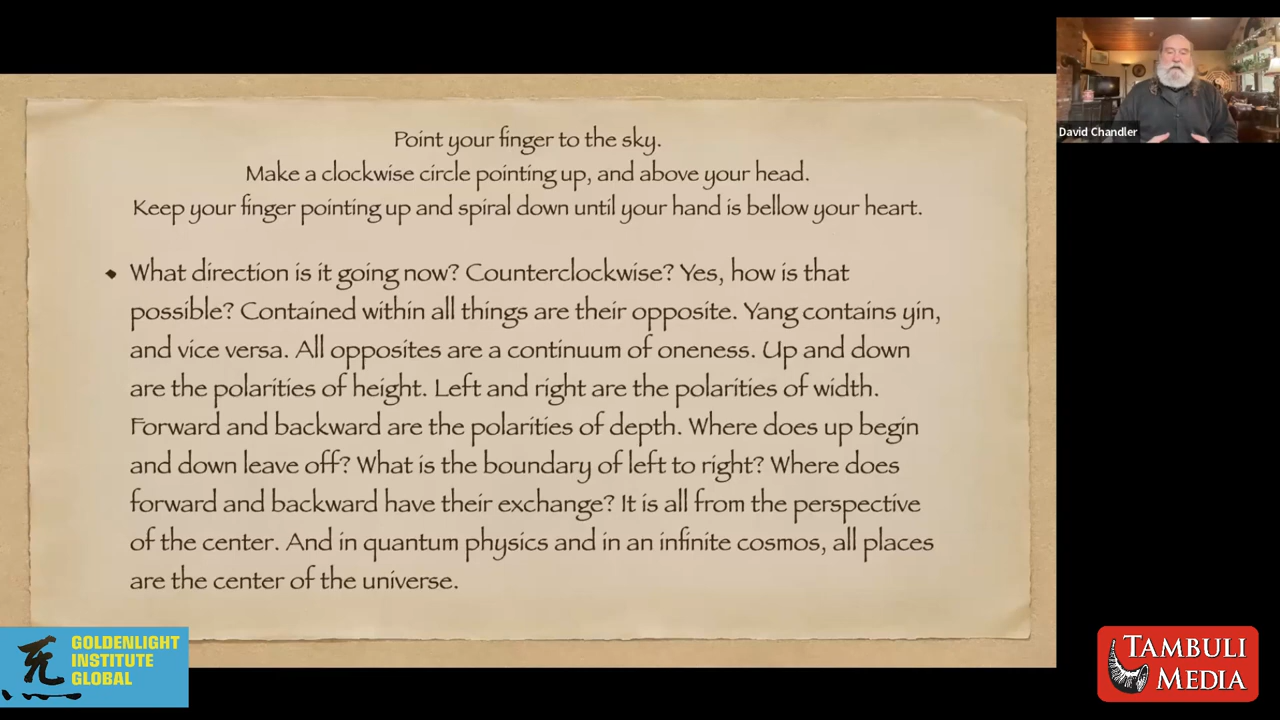 Point your finger to the sky.
Make a clockwise circle pointing up, and above your head.
Keep your finger pointing up and spiral down until your hand is bellow your heart.
What direction is it going now? Counterclockwise? Yes, how is that
possible? Contained within all things are their opposite. Yang contains yin,
and vice versa. All opposites are a continuum of oneness. Up and down
are the polarities of height. Left and right are the polarities of width.
Forward and backward are the polarities of depth. Where does up begin
and down leave off? What is the boundary of left to right? Where does
forward and backward have their exchange? It is all from the perspective
of the center. And in quantum physics and in an infinite cosmos, all places
are the center of the universe.
David Chandler
GOLDENLIGHT
INSTITUTE
GLOBAL
TAMBULI
MEDIA